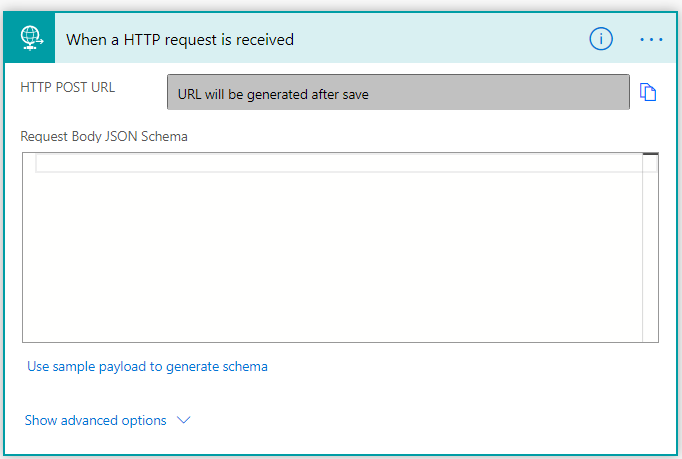 When a HTTP request is received
HTTP POST URL
URL will be generated after save
Request Body JSON Schema
Use sample payload to generate schema
Show advanced options